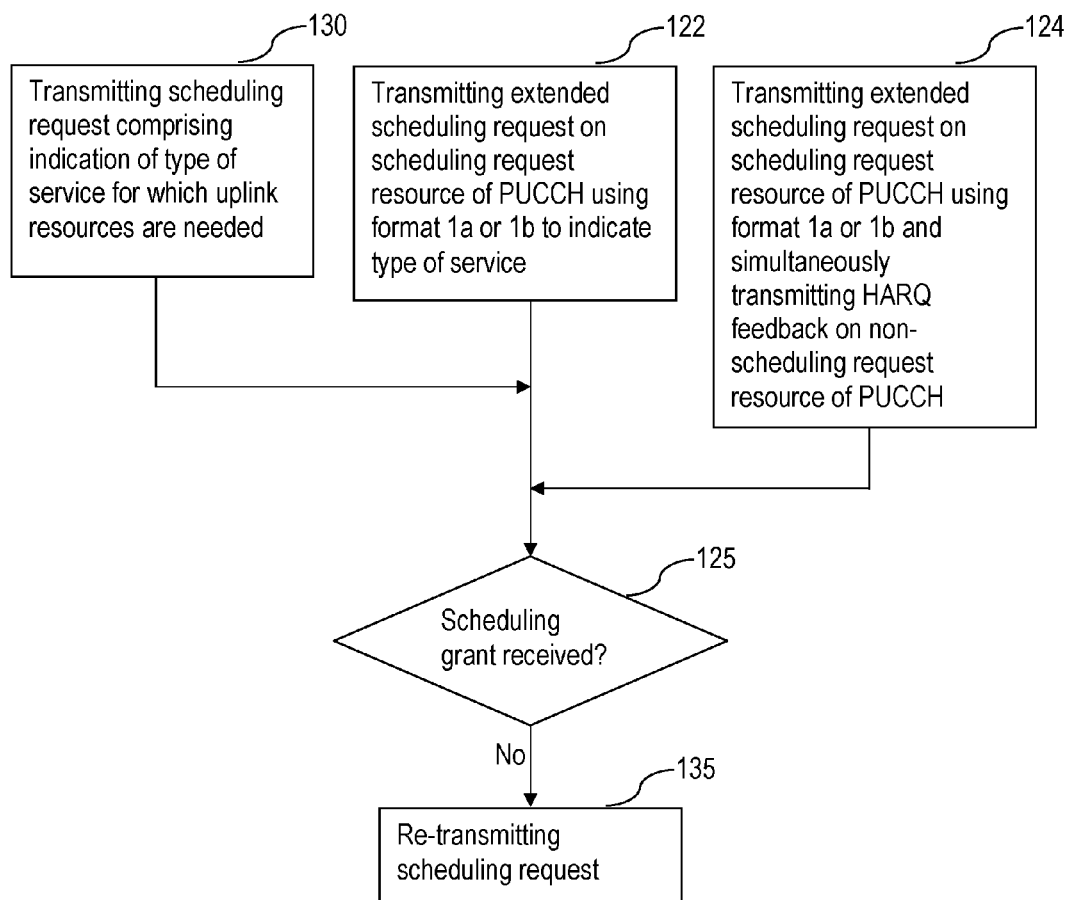 130
Transmitting scheduling
request comprising
indication of type of
service for which uplink
resources are needed
122
Transmitting extended
scheduling request on
scheduling request
resource of PUCCH using
format 1a or 1b to indicate
type of service
124
Transmitting extended
scheduling request on
scheduling request
resource of PUCCH using
format 1a or 1b and
simultaneously
transmitting HARQ
feedback on non-
scheduling request
resource of PUCCH
125
Scheduling
grant received?
No
135
Re-transmitting
scheduling request